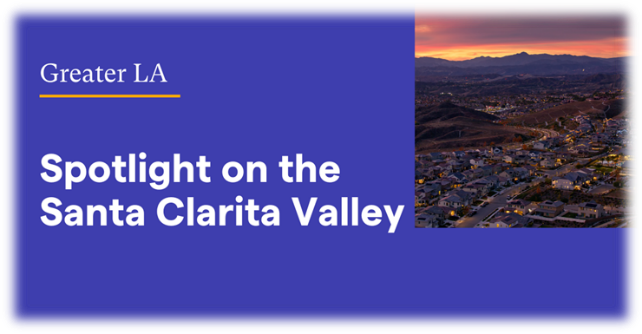 Greater LA
Spotlight on the
Santa Clarita Valley